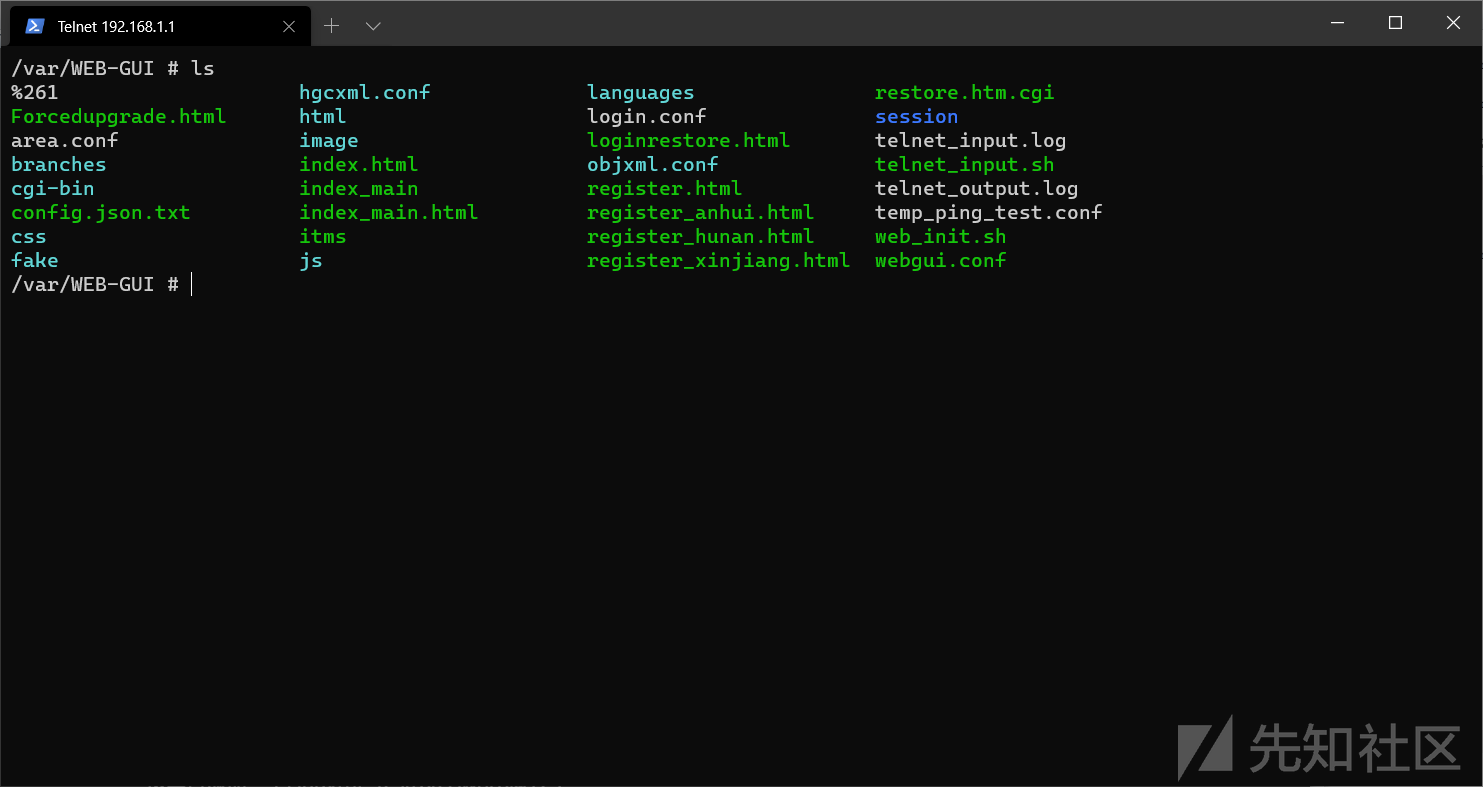 Telnet 192.168.1.1
/var/WEB-GUI # ls
%261 hgcxml.conf languages restore.htm.cgi
Forcedupgrade.html html login.conf session
area.conf image loginrestore.html telnet_input.log
branches index.html objxml.conf telnet_input.sh
cgi-bin index_main register.html telnet_output.log
config.json.txt index_main.html register_anhui.html temp_ping_test.conf
css itms register_hunan.html web_init.sh
fake js register_xinjiang.html webgui.conf
/var/WEB-GUI #
先知社区